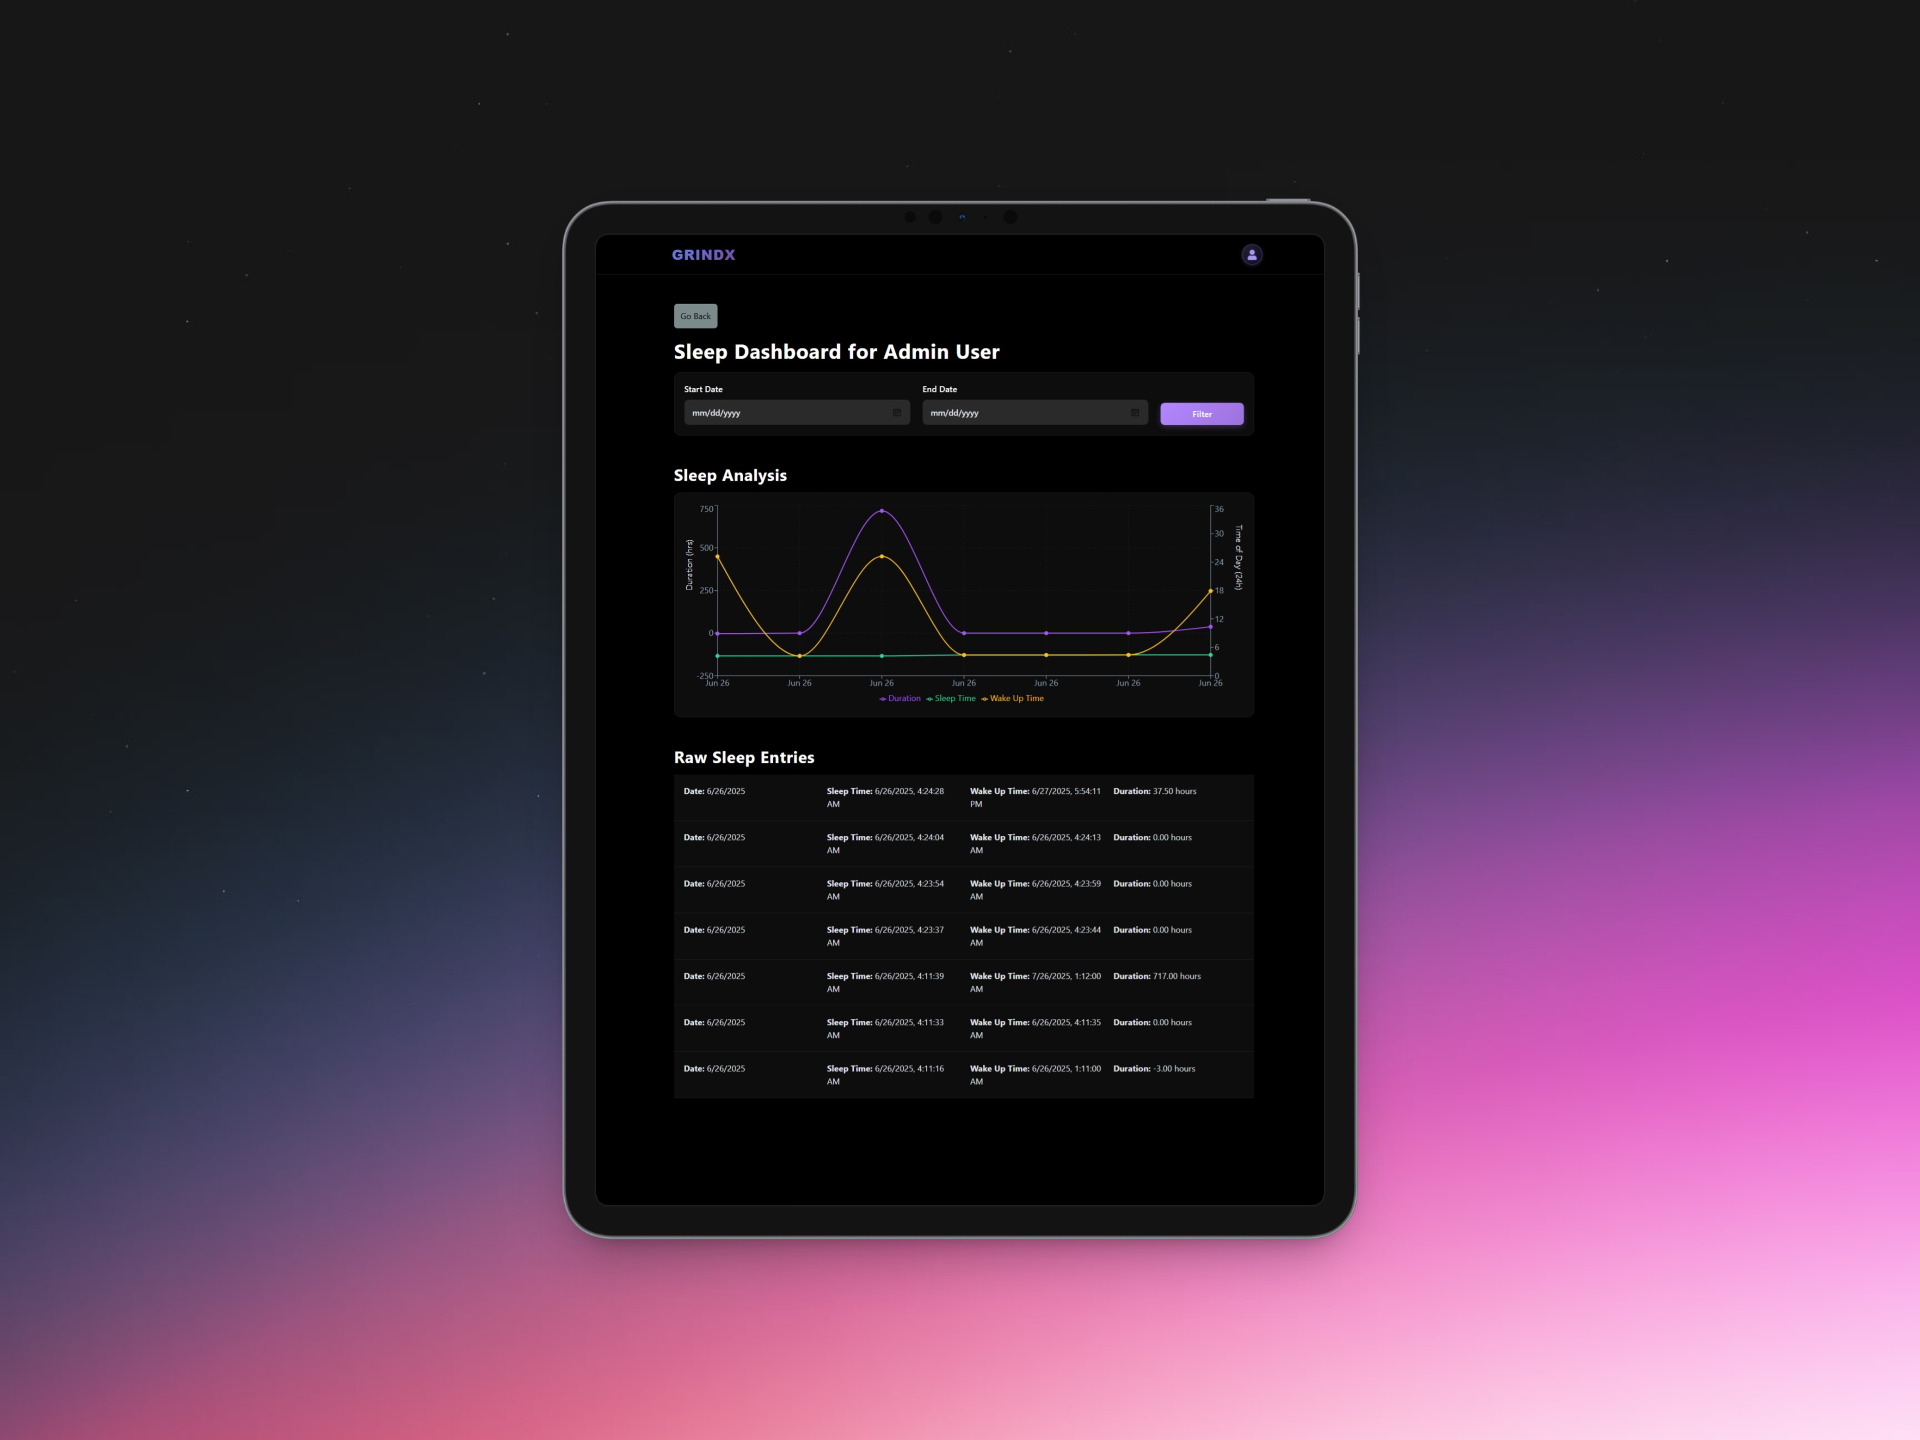 GRINDX
Go Back
Sleep Dashboard for Admin User
Start Date
End Date
mm/dd/yyyy
mm/dd/yyyy
Filter
Sleep Analysis
750
500
250
0
-250
Duration (hrs)
36
30
24
18
12
6
0
Time of Day (24h)
Jun 26 Jun 26 Jun 26 Jun 26 Jun 26 Jun 26 Jun 26
Duration Sleep Time Wake Up Time
Raw Sleep Entries
Date: 6/26/2025 Sleep Time: 6/26/2025, 4:24:28 Wake Up Time: 6/27/2025, 5:54:11 Duration: 37.50 hours
AM PM
Date: 6/26/2025 Sleep Time: 6/26/2025, 4:24:04 Wake Up Time: 6/26/2025, 4:24:13 Duration: 0.00 hours
AM AM
Date: 6/26/2025 Sleep Time: 6/26/2025, 4:23:54 Wake Up Time: 6/26/2025, 4:23:59 Duration: 0.00 hours
AM AM
Date: 6/26/2025 Sleep Time: 6/26/2025, 4:23:37 Wake Up Time: 6/26/2025, 4:23:44 Duration: 0.00 hours
AM AM
Date: 6/26/2025 Sleep Time: 6/26/2025, 4:11:39 Wake Up Time: 7/26/2025, 1:12:00 Duration: 717.00 hours
AM AM
Date: 6/26/2025 Sleep Time: 6/26/2025, 4:11:33 Wake Up Time: 6/26/2025, 4:11:35 Duration: 0.00 hours
AM AM
Date: 6/26/2025 Sleep Time: 6/26/2025, 4:11:16 Wake Up Time: 6/26/2025, 1:11:00 Duration: -3.00 hours
AM AM